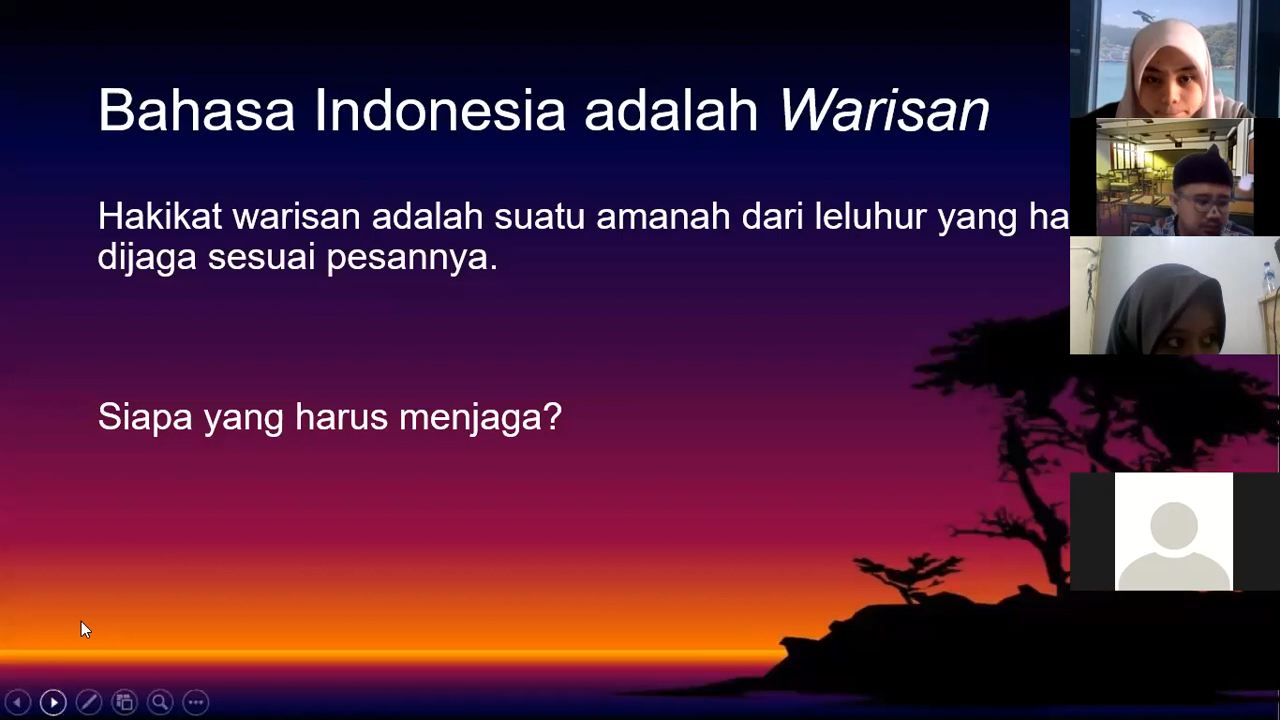 Bahasa Indonesia adalah Warisan
Hakikat warisan adalah suatu amanah dari leluhur yang
dijaga sesuai pesannya.
Siapa yang harus menjaga?